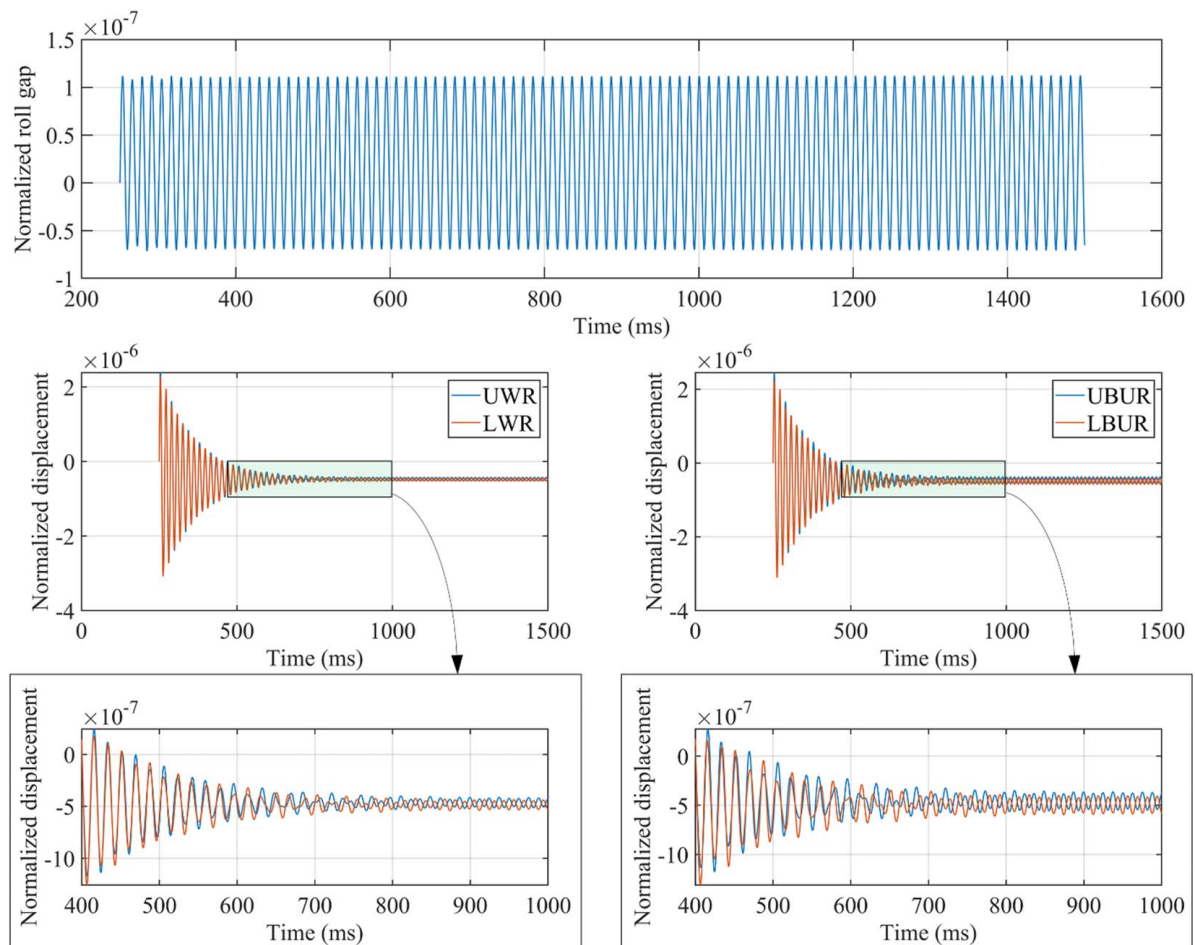 ×10⁻⁷
Normalized roll gap
1.5
1
0.5
0
-0.5
-1
200 400 600 800 1000 1200 1400 1600
Time (ms)
×10⁻⁶
Normalized displacement
2
0
-2
-4
UWR
LWR
0 500 1000 1500
Time (ms)
×10⁻⁶
Normalized displacement
2
0
-2
-4
UBUR
LBUR
0 500 1000 1500
Time (ms)
×10⁻⁷
Normalized displacement
0
-5
-10
400 500 600 700 800 900 1000
Time (ms)
×10⁻⁷
Normalized displacement
0
-5
-10
400 500 600 700 800 900 1000
Time (ms)